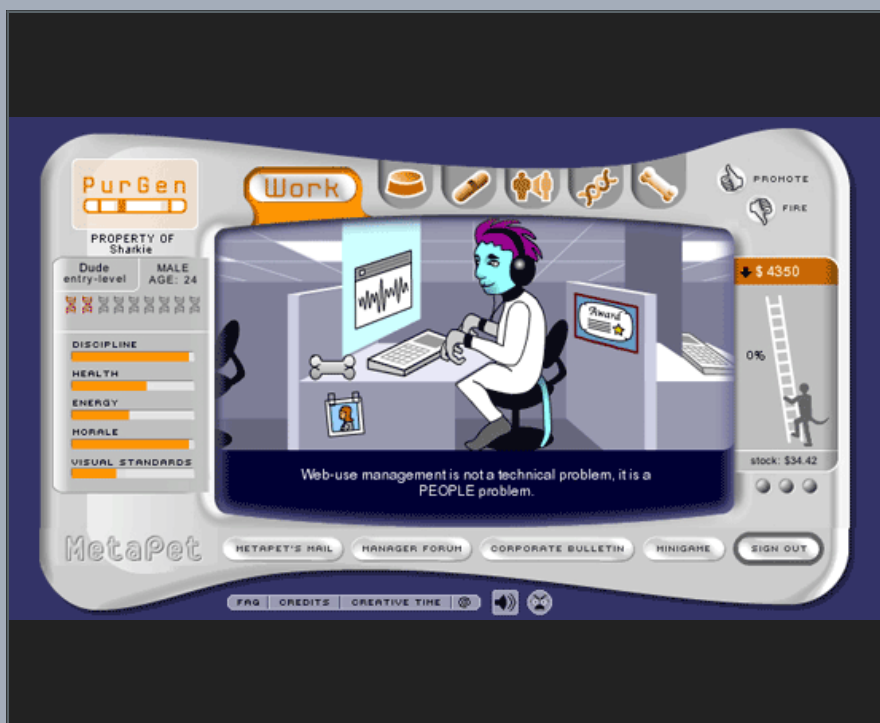 PurGen
PROPERTY OF
Sharkie
Dude
entry-level
MALE
AGE: 24
DISCIPLINE
HEALTH
ENERGY
MORALE
VISUAL STANDARDS
MetaPet
Work
Award
Web-use management is not a technical problem, it is a
PEOPLE problem.
PROMOTE
FIRE
$ 4350
0%
stock: $34.42
METAPET'S MAIL
MANAGER FORUM
CORPORATE BULLETIN
MINIGAME
SIGN OUT
FAQ
CREDITS
CREATIVE TIME
@